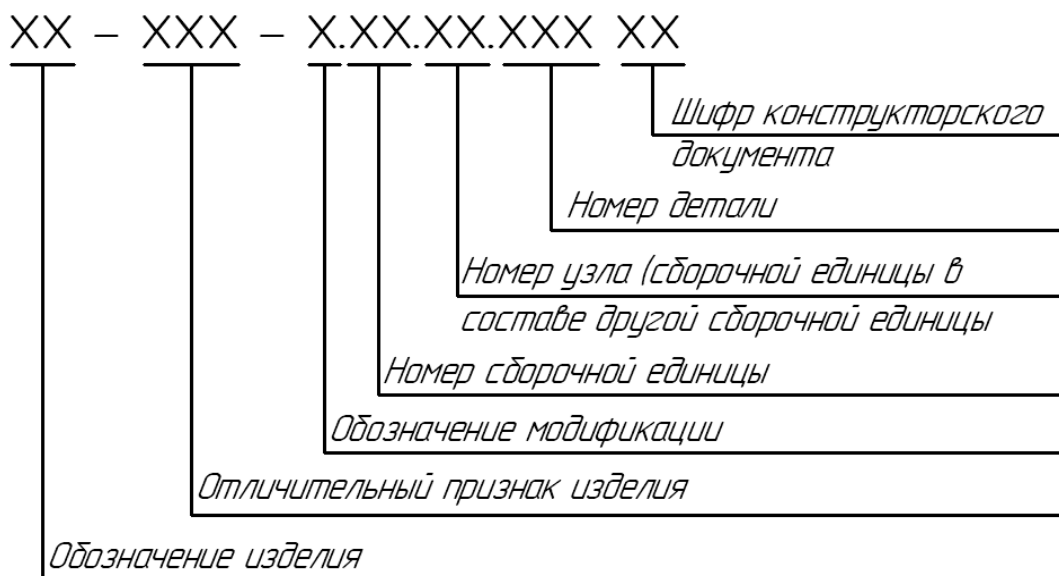 XX - XXX - X.XX.XX.XXX XX
Шифр конструкторского
документа
Номер детали
Номер узла (сборочной единицы в
составе другой сборочной единицы
Номер сборочной единицы
Обозначение модификации
Отличительный признак изделия
Обозначение изделия